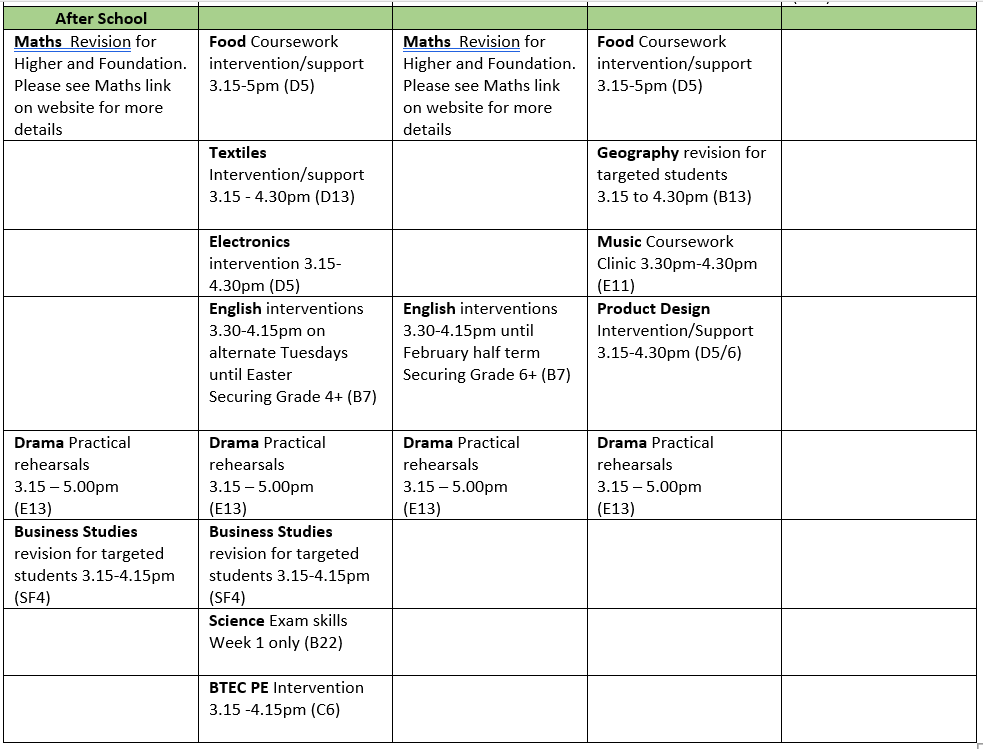 After School
Maths Revision for
Higher and Foundation.
Please see Maths link
on website for more
details
Food Coursework
intervention/support
3.15-5pm (D5)
Maths Revision for
Higher and Foundation.
Please see Maths link
on website for more
details
Food Coursework
intervention/support
3.15-5pm (D5)
Textiles
Intervention/support
3.15 - 4.30pm (D13)
Geography revision for
targeted students
3.15 to 4.30pm (B13)
Electronics
intervention 3.15-
4.30pm (D5)
Music Coursework
Clinic 3.30pm-4.30pm
(E11)
English interventions
3.30-4.15pm on
alternate Tuesdays
until Easter
Securing Grade 4+ (B7)
English interventions
3.30-4.15pm until
February half term
Securing Grade 6+ (B7)
Product Design
Intervention/Support
3.15-4.30pm (D5/6)
Drama Practical
rehearsals
3.15 – 5.00pm
(E13)
Drama Practical
rehearsals
3.15 – 5.00pm
(E13)
Drama Practical
rehearsals
3.15 – 5.00pm
(E13)
Drama Practical
rehearsals
3.15 – 5.00pm
(E13)
Business Studies
revision for targeted
students 3.15-4.15pm
(SF4)
Business Studies
revision for targeted
students 3.15-4.15pm
(SF4)
Science Exam skills
Week 1 only (B22)
BTEC PE Intervention
3.15 -4.15pm (C6)